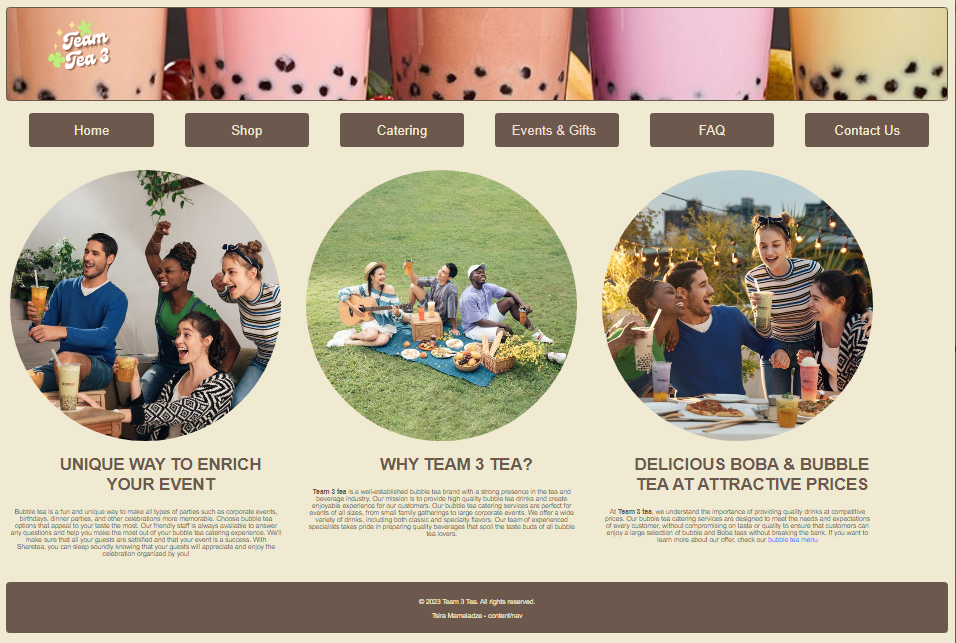 Team
Tea 3
Home
Shop
Catering
Events & Gifts
FAQ
Contact Us
UNIQUE WAY TO ENRICH
YOUR EVENT
Bubble tea is a fun and unique way to make all types of parties such as corporate events,
birthdays, dinner parties, and other celebrations more memorable. Choose bubble tea
options that appeal to your taste the most. Our friendly staff is always available to answer
any questions and help you make the most out of your bubble tea catering experience. We'll
make sure that all your guests are satisfied and that your event is a success. With
Sharetea, you can sleep soundly knowing that your guests will appreciate and enjoy the
celebration organized by you!
WHY TEAM 3 TEA?
Team 3 tea is a well-established bubble tea brand with a strong presence in the tea and
beverage industry. Our mission is to provide high quality bubble tea drinks and create
enjoyable experience for our customers. Our bubble tea catering services are perfect for
events of all sizes, from small family gatherings to large corporate events. We offer a wide
variety of drinks, including both classic and specialty flavors. Our team of experienced
specialists takes pride in preparing quality beverages that spoil the taste buds of all bubble
tea lovers.
DELICIOUS BOBA & BUBBLE
TEA AT ATTRACTIVE PRICES
At Team 3 tea, we understand the importance of providing quality drinks at competitive
prices. Our bubble tea catering services are designed to meet the needs and expectations
of every customer, without compromising on taste or quality to ensure that customers can
enjoy a large selection of bubble and Boba teas without breaking the bank. If you want to
learn more about our offer, check our bubble tea menu
© 2023 Team 3 Tea. All rights reserved.
Tsira Mamaladze - content/nav